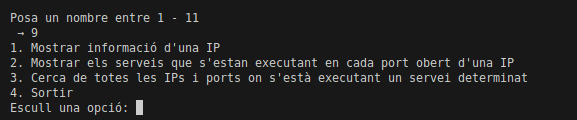 Posa un nombre entre 1 - 11
→ 9
1. Mostrar informació d'una IP
2. Mostrar els serveis que s'estan executant en cada port obert d'una IP
3. Cerca de totes les IPs i ports on s'està executant un servei determinat
4. Sortir
Escull una opció: